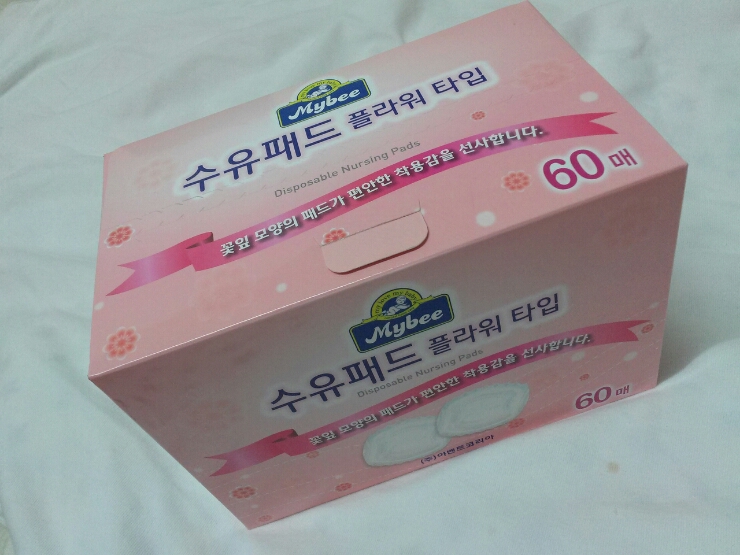 Mybee
수유패드 플라워 타입
Disposable Nursing Pads
꽃잎 모양의 패드가 편안한 착용감을 선사합니다.
60매
Mybee
수유패드 플라워 타입
Disposable Nursing Pads
꽃잎 모양의 패드가 편안한 착용감을 선사합니다.
60매